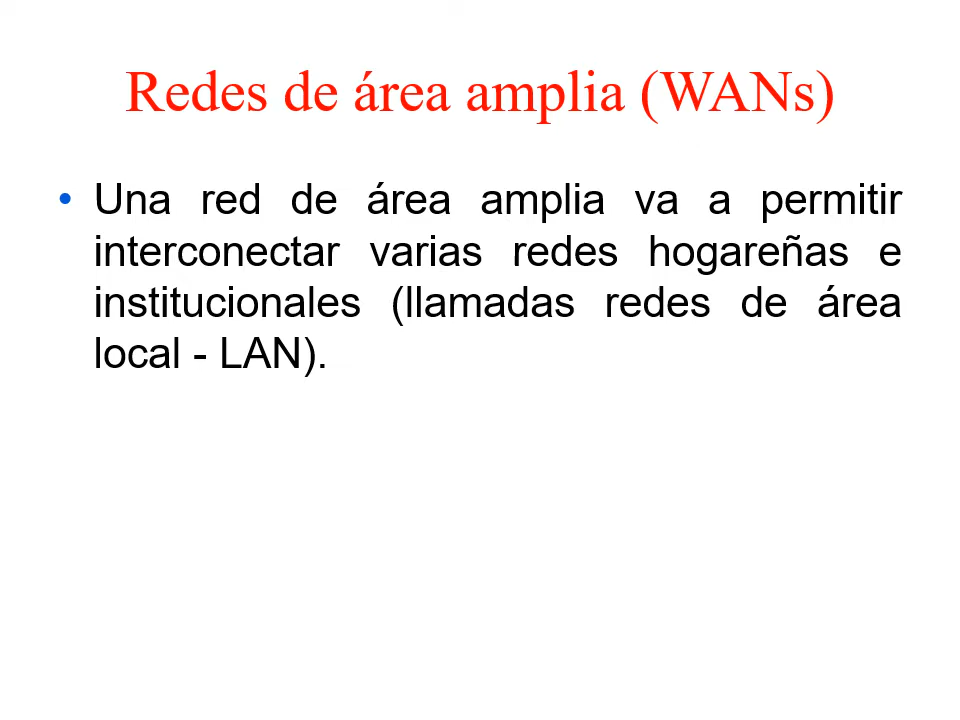 Redes de área amplia (WANs)
• Una red de área amplia va a permitir
interconectar varias redes hogareñas e
institucionales (llamadas redes de área
local - LAN).